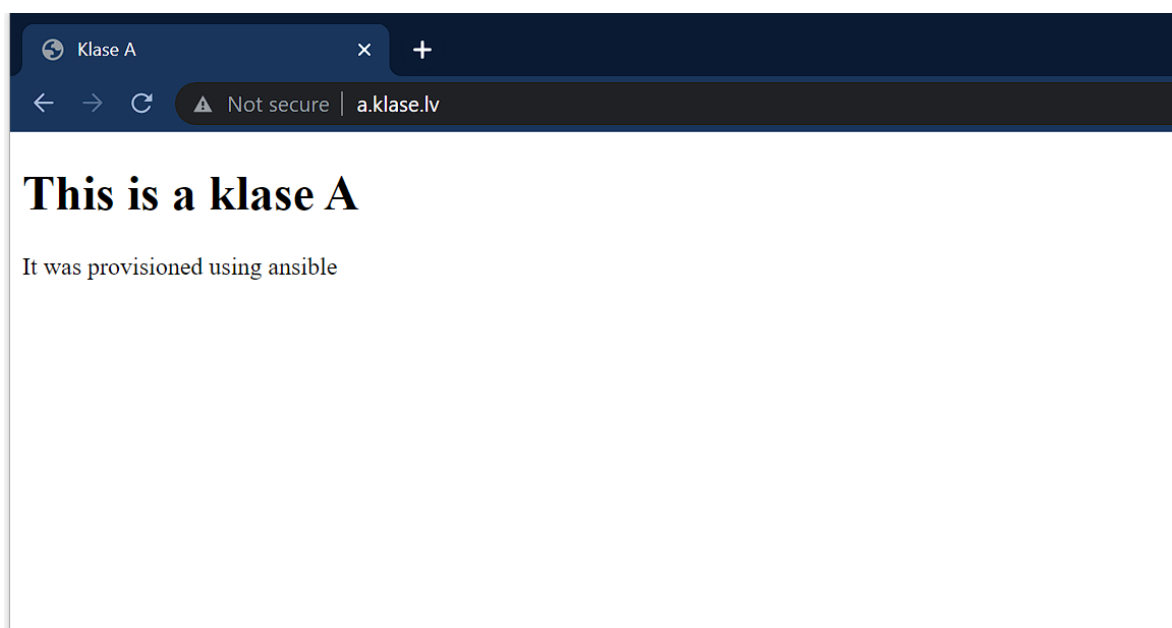 Klase A
Not secure a.klase.lv
This is a klase A
It was provisioned using ansible